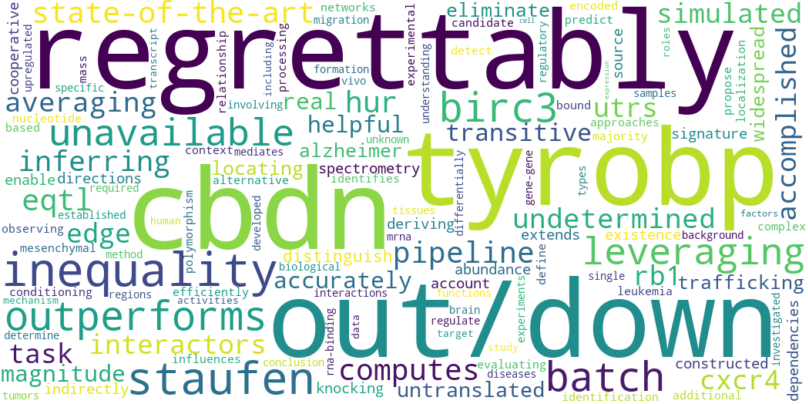 state-of-the-art networks eliminate encoded simulated
migration candidate predict cell
cooperative upregulated regrettably experimental detect regulatory roles
mass transcript relationship including processing understanding source widespread
specific formation vivo samples propose localization expression
averaging involving real hur birc3 bound utrs accomplished
nucleotide helpful unknown transitive approaches
based unavailable context mediates alzheimer majority signature
inferring directions locating spectrometry tyrobp
enable required alternative identifies differentially gene-gene types
eqtl polymorphism cbdn deriving tissues undetermined factors
observing established developed mrna existence background complex
edge human extends leveraging
mesenchymal method distinguish pipeline define
inequality biological accurately abundance account single rb1 trafficking
conditioning regions efficiently interactions functions leukemia
mechanism activities out/down experiments dependencies
outperforms brain investigated
determine interactors rna-binding data regulate target
task influences conclusion study constructed
magnitude staufen computes diseases evaluating batch cxcr4
tumors indirectly knocking untranslated identification additional